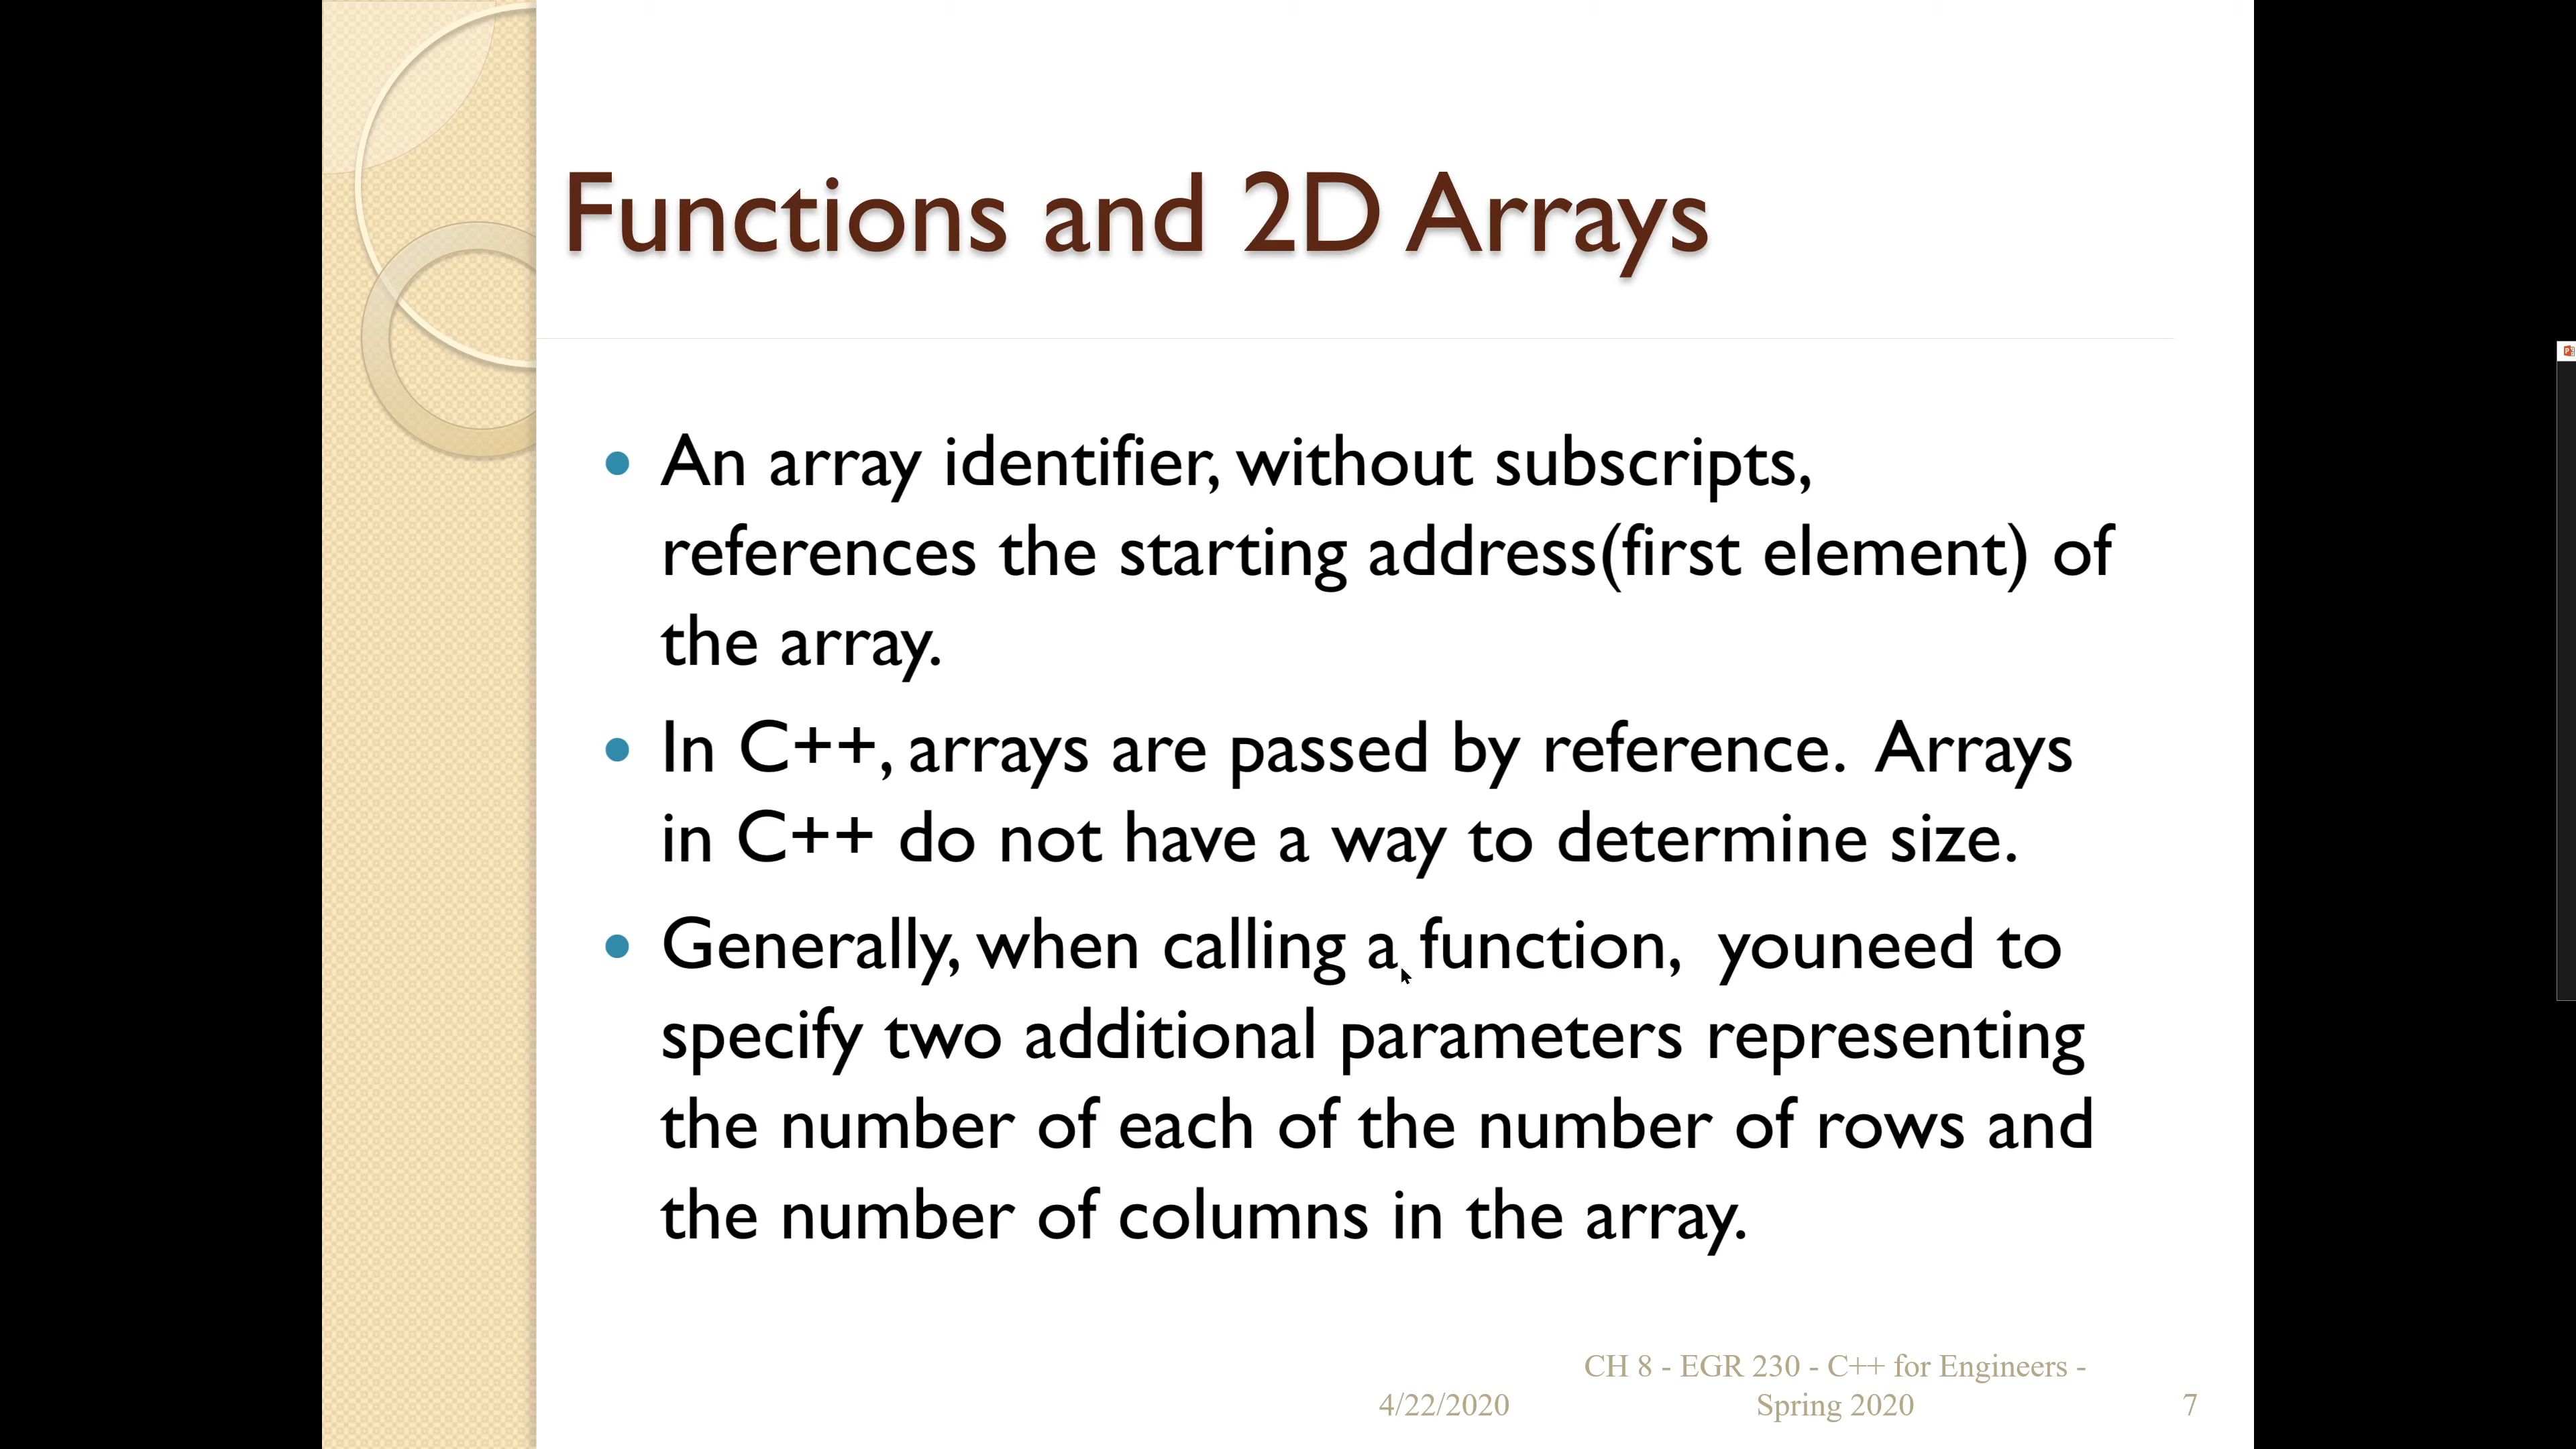 Functions and 2D Arrays
• An array identifier, without subscripts,
references the starting address(first element) of
the array.
• In C++, arrays are passed by reference.  Arrays
in C++ do not have a way to determine size.
• Generally, when calling a function,  youneed to
specify two additional parameters representing
the number of each of the number of rows and
the number of columns in the array.
CH 8 - EGR 230 - C++ for Engineers -
4/22/2020 Spring 2020 7